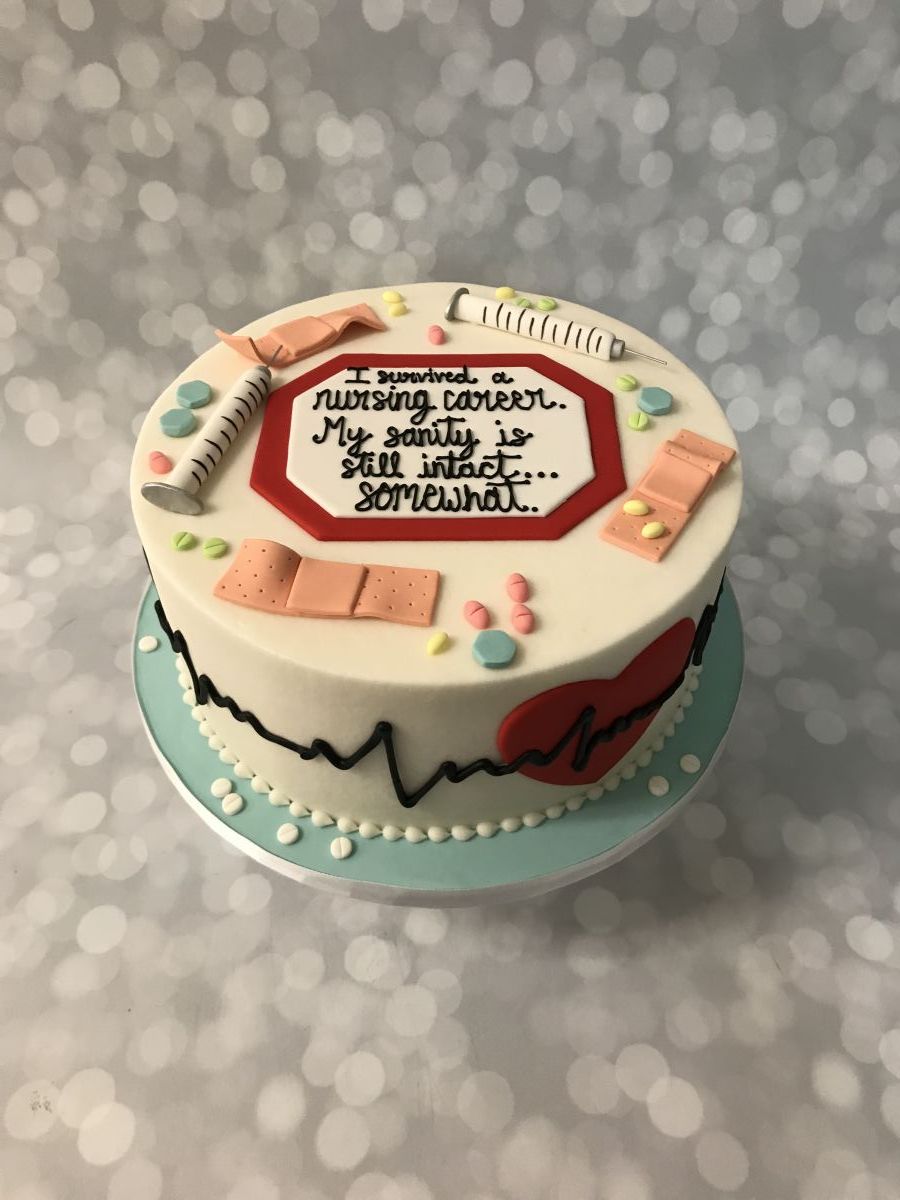 I survived a
nursing career.
My sanity is
still intact...
somewhat.